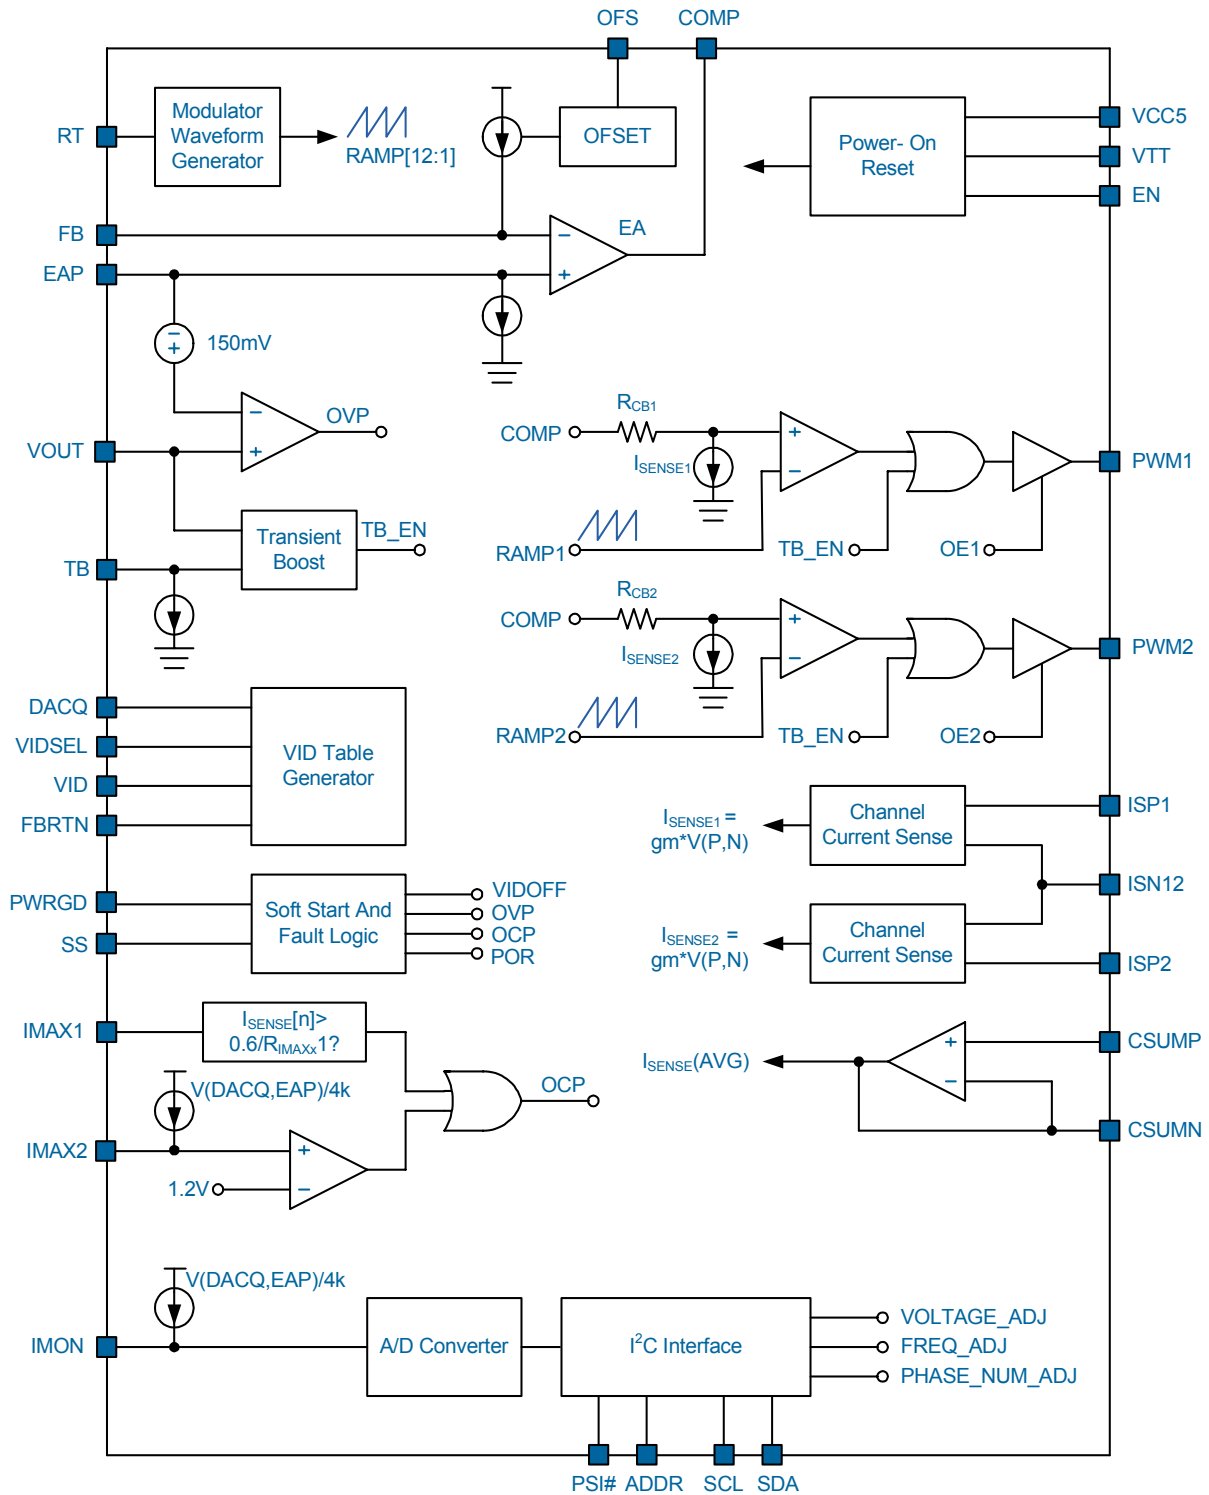 OFS COMP
RT
Modulator
Waveform
Generator
RAMP[12:1]
OFSET
Power- On
Reset
VCC5
VTT
EN
FB
EAP
EA
−
+
−
+
150mV
VOUT
−
+
OVP
COMP
RCB1
ISENSE1
+
−
PWM1
RAMP1
TB_EN
OE1
Transient
Boost
TB_EN
TB
COMP
RCB2
ISENSE2
+
−
PWM2
RAMP2
TB_EN
OE2
DACQ
VIDSEL
VID
FBRTN
VID Table
Generator
ISENSE1 =
gm*V(P,N)
Channel
Current Sense
ISP1
ISN12
ISENSE2 =
gm*V(P,N)
Channel
Current Sense
ISP2
PWRGD
SS
Soft Start And
Fault Logic
VIDOFF
OVP
OCP
POR
IMAX1
ISENSE[n]>
0.6/RIMAXx1?
V(DACQ,EAP)/4k
OCP
IMAX2
+
−
1.2V
ISENSE(AVG)
+
−
CSUMP
CSUMN
V(DACQ,EAP)/4k
IMON
A/D Converter
I2C Interface
VOLTAGE_ADJ
FREQ_ADJ
PHASE_NUM_ADJ
PSI# ADDR SCL SDA